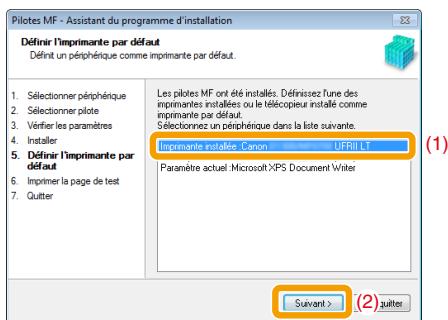 Pilotes MF - Assistant du programme d'installation
Définir l'imprimante par défaut
Définit un périphérique comme imprimante par défaut.
1. Sélectionner périphérique
2. Sélectionner pilote
3. Vérifier les paramètres
4. Installer
5. Définir l'imprimante par
défaut
6. Imprimer la page de test
7. Quitter
Les pilotes MF ont été installés. Définissez l'une des
imprimantes installées ou le télécopieur installé comme
imprimante par défaut.
Sélectionnez un périphérique dans la liste suivante.
Imprimante installée :Canon UFRII LT
(1)
Paramètre actuel :Microsoft XPS Document Writer
Suivant >
(2)
quitter